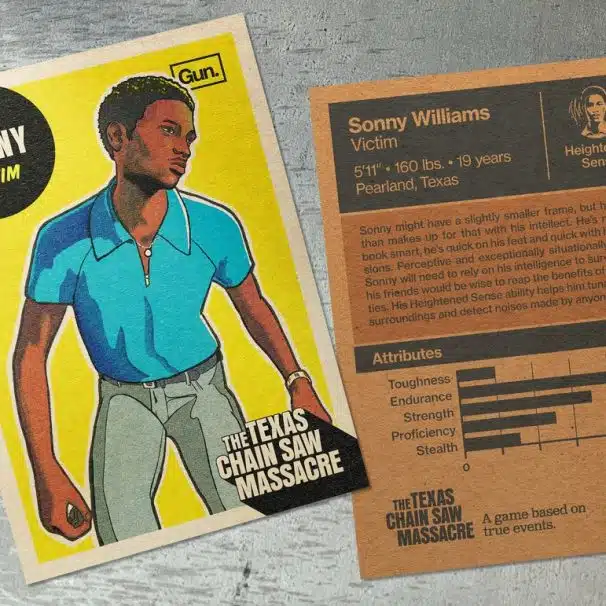 NY
IM
Gun.
THE TEXAS
CHAIN SAW
MASSACRE
Sonny Williams
Victim
5'11" • 160 lbs. • 19 years
Pearland, Texas
Sonny might have a slightly smaller frame, but h
than makes up for that with his intellect. He's
book smart, he's quick on his feet and quick with
sions. Perceptive and exceptionally situationall
Sonny will need to rely on his intelligence to su
his friends would be wise to reap the benefits of
ties. His Heightened Sense ability helps him tun
surroundings and detect noises made by anyon
Heightene
Sen
Attributes
Toughness
Endurance
Strength
Proficiency
Stealth
0
THE TEXAS
CHAIN SAW
MASSACRE
A game based on
true events.